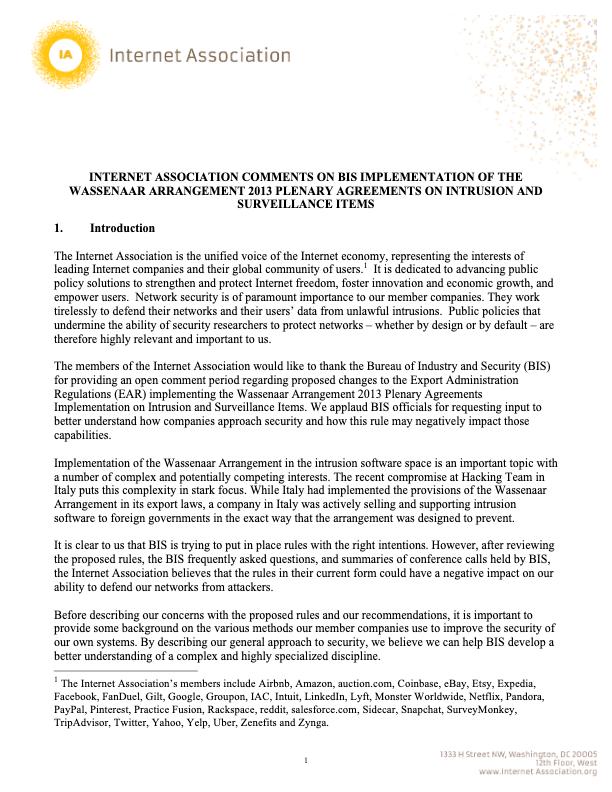 IA
Internet Association
INTERNET ASSOCIATION COMMENTS ON BIS IMPLEMENTATION OF THE
WASSENAAR ARRANGEMENT 2013 PLENARY AGREEMENTS ON INTRUSION AND
SURVEILLANCE ITEMS
1. Introduction
The Internet Association is the unified voice of the Internet economy, representing the interests of
leading Internet companies and their global community of users.1 It is dedicated to advancing public
policy solutions to strengthen and protect Internet freedom, foster innovation and economic growth, and
empower users. Network security is of paramount importance to our member companies. They work
tirelessly to defend their networks and their users' data from unlawful intrusions. Public policies that
undermine the ability of security researchers to protect networks – whether by design or by default – are
therefore highly relevant and important to us.
The members of the Internet Association would like to thank the Bureau of Industry and Security (BIS)
for providing an open comment period regarding proposed changes to the Export Administration
Regulations (EAR) implementing the Wassenaar Arrangement 2013 Plenary Agreements
Implementation on Intrusion and Surveillance Items. We applaud BIS officials for requesting input to
better understand how companies approach security and how this rule may negatively impact those
capabilities.
Implementation of the Wassenaar Arrangement in the intrusion software space is an important topic with
a number of complex and potentially competing interests. The recent compromise at Hacking Team in
Italy puts this complexity in stark focus. While Italy had implemented the provisions of the Wassenaar
Arrangement in its export laws, a company in Italy was actively selling and supporting intrusion
software to foreign governments in the exact way that the arrangement was designed to prevent.
It is clear to us that BIS is trying to put in place rules with the right intentions. However, after reviewing
the proposed rules, the BIS frequently asked questions, and summaries of conference calls held by BIS,
the Internet Association believes that the rules in their current form could have a negative impact on our
ability to defend our networks from attackers.
Before describing our concerns with the proposed rules and our recommendations, it is important to
provide some background on the various methods our member companies use to improve the security of
our own systems. By describing our general approach to security, we believe we can help BIS develop a
better understanding of a complex and highly specialized discipline.
1 The Internet Association's members include Airbnb, Amazon, auction.com, Coinbase, eBay, Etsy, Expedia,
Facebook, FanDuel, Gilt, Google, Groupon, IAC, Intuit, LinkedIn, Lyft, Monster Worldwide, Netflix, Pandora,
PayPal, Pinterest, Practice Fusion, Rackspace, reddit, salesforce.com, Sidecar, Snapchat, SurveyMonkey,
TripAdvisor, Twitter, Yahoo, Yelp, Uber, Zenefits and Zynga.
1
1333 H Street NW, Washington, DC 20005
12th Floor, West
www.Internet Association.org